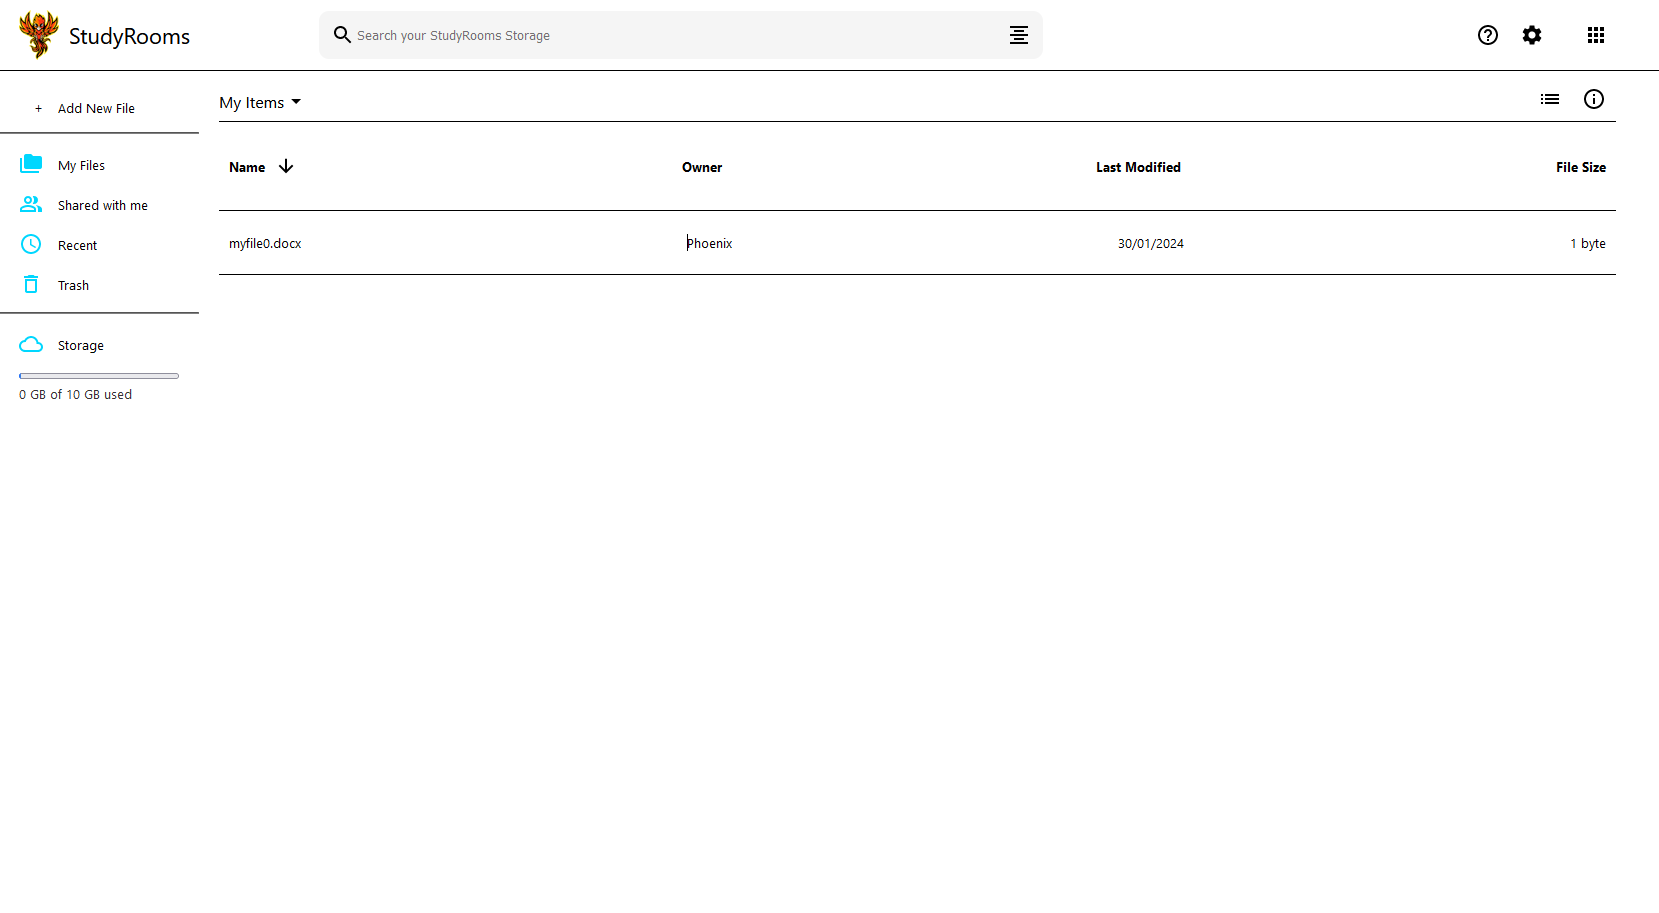 StudyRooms
Search your StudyRooms Storage
+ Add New File
My Files
Shared with me
Recent
Trash
Storage
0 GB of 10 GB used
My Items
Name Owner Last Modified File Size
myfile0.docx Phoenix 30/01/2024 1 byte